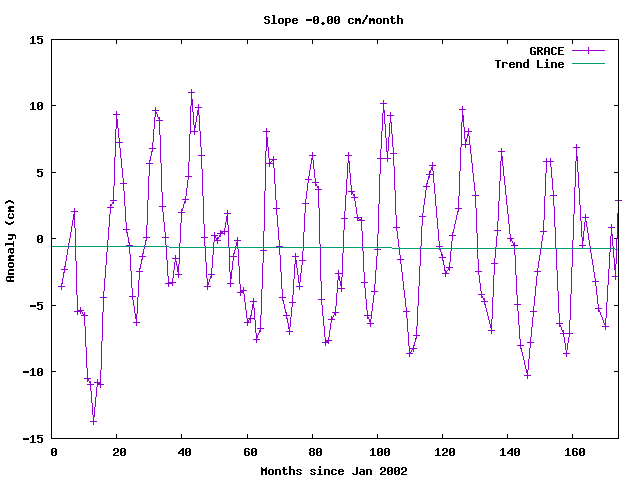 Slope -0.00 cm/month
15
GRACE
Trend Line
10
5
0
-5
-10
-15
Anomaly (cm)
0 20 40 60 80 100 120 140 160
Months since Jan 2002